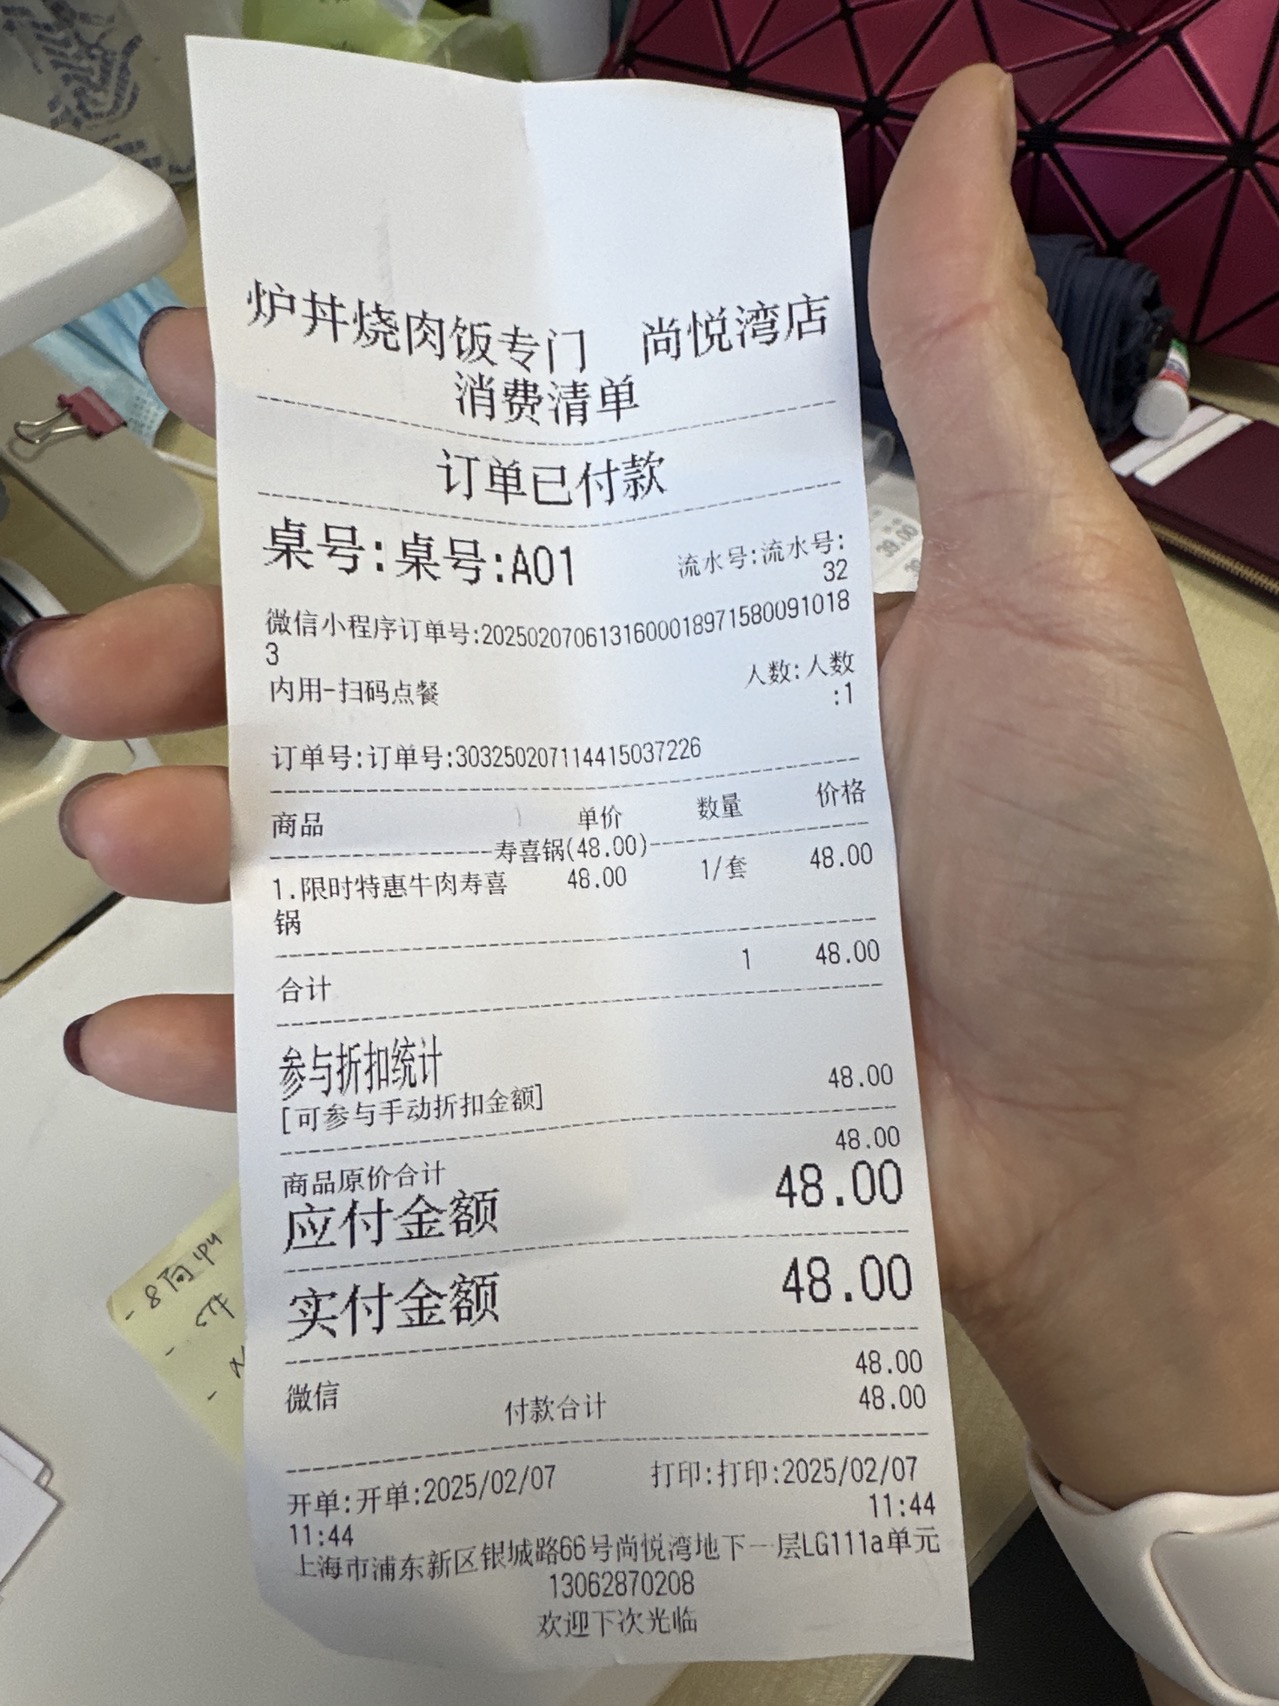 炉丼烧肉饭专门 尚悦湾店
消费清单
订单已付款
桌号:桌号:A01 流水号:流水号:
32
微信小程序订单号:2025020706131600018971580091018
3
内用-扫码点餐 人数:人数
:1
订单号:订单号:303250207114415037226
商品 单价 数量 价格
寿喜锅(48.00)
1.限时特惠牛肉寿喜 48.00 1/套 48.00
锅
合计 1 48.00
参与折扣统计
[可参与手动折扣金额] 48.00
商品原价合计 48.00
应付金额 48.00
实付金额 48.00
微信 48.00
付款合计 48.00
开单:开单:2025/02/07 打印:打印:2025/02/07
11:44 11:44
上海市浦东新区银城路66号尚悦湾地下一层LG111a单元
13062870208
欢迎下次光临
39.00